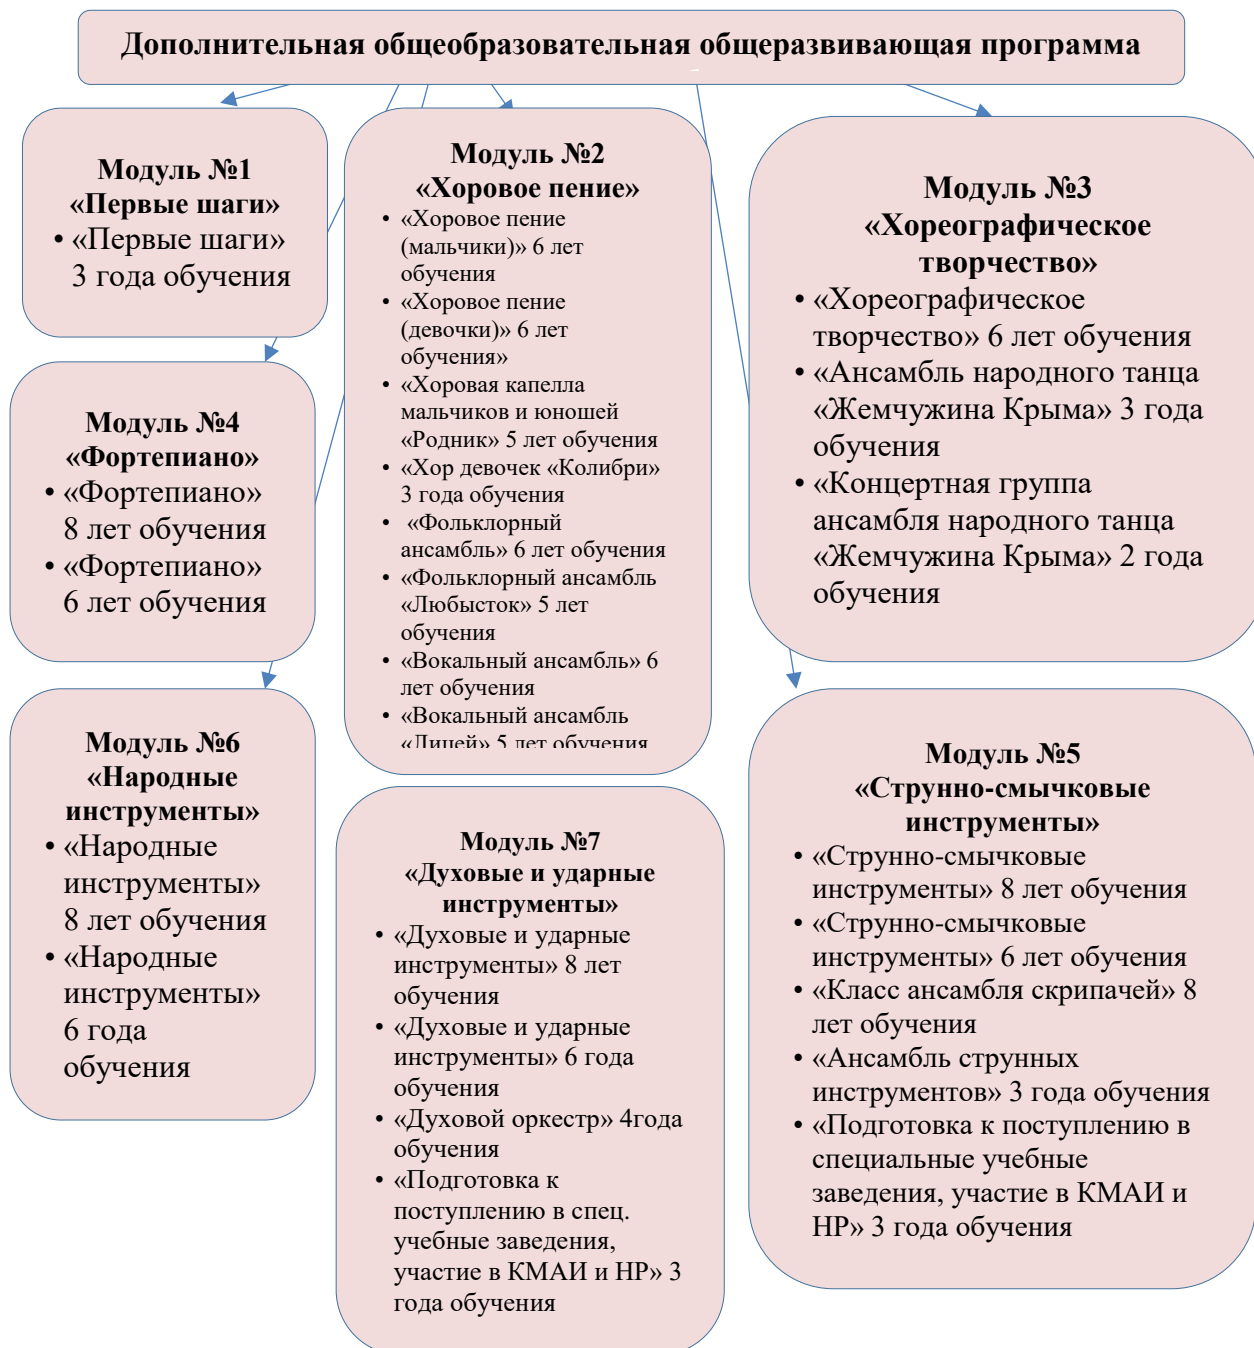 Дополнительная общеобразовательная общеразвивающая программа
Модуль №1
«Первые шаги»
• «Первые шаги»
3 года обучения
Модуль №2
«Хоровое пение»
• «Хоровое пение
(мальчики)» 6 лет
обучения
• «Хоровое пение
(девочки)» 6 лет
обучения»
• «Хоровая капелла
мальчиков и юношей
«Родник» 5 лет обучения
• «Хор девочек «Колибри»
3 года обучения
• «Фольклорный
ансамбль» 6 лет обучения
• «Фольклорный ансамбль
«Любысток» 5 лет
обучения
• «Вокальный ансамбль» 6
лет обучения
• «Вокальный ансамбль
«Лицей» 5 лет обучения
Модуль №3
«Хореографическое
творчество»
• «Хореографическое
творчество» 6 лет обучения
• «Ансамбль народного танца
«Жемчужина Крыма» 3 года
обучения
• «Концертная группа
ансамбля народного танца
«Жемчужина Крыма» 2 года
обучения
Модуль №4
«Фортепиано»
• «Фортепиано»
8 лет обучения
• «Фортепиано»
6 лет обучения
Модуль №6
«Народные
инструменты»
• «Народные
инструменты»
8 лет обучения
• «Народные
инструменты»
6 года
обучения
Модуль №7
«Духовые и ударные
инструменты»
• «Духовые и ударные
инструменты» 8 лет
обучения
• «Духовые и ударные
инструменты» 6 года
обучения
• «Духовой оркестр» 4года
обучения
• «Подготовка к
поступлению в спец.
учебные заведения,
участие в КМАИ и НР» 3
года обучения
Модуль №5
«Струнно-смычковые
инструменты»
• «Струнно-смычковые
инструменты» 8 лет обучения
• «Струнно-смычковые
инструменты» 6 лет обучения
• «Класс ансамбля скрипачей» 8
лет обучения
• «Ансамбль струнных
инструментов» 3 года обучения
• «Подготовка к поступлению в
специальные учебные
заведения, участие в КМАИ и
НР» 3 года обучения